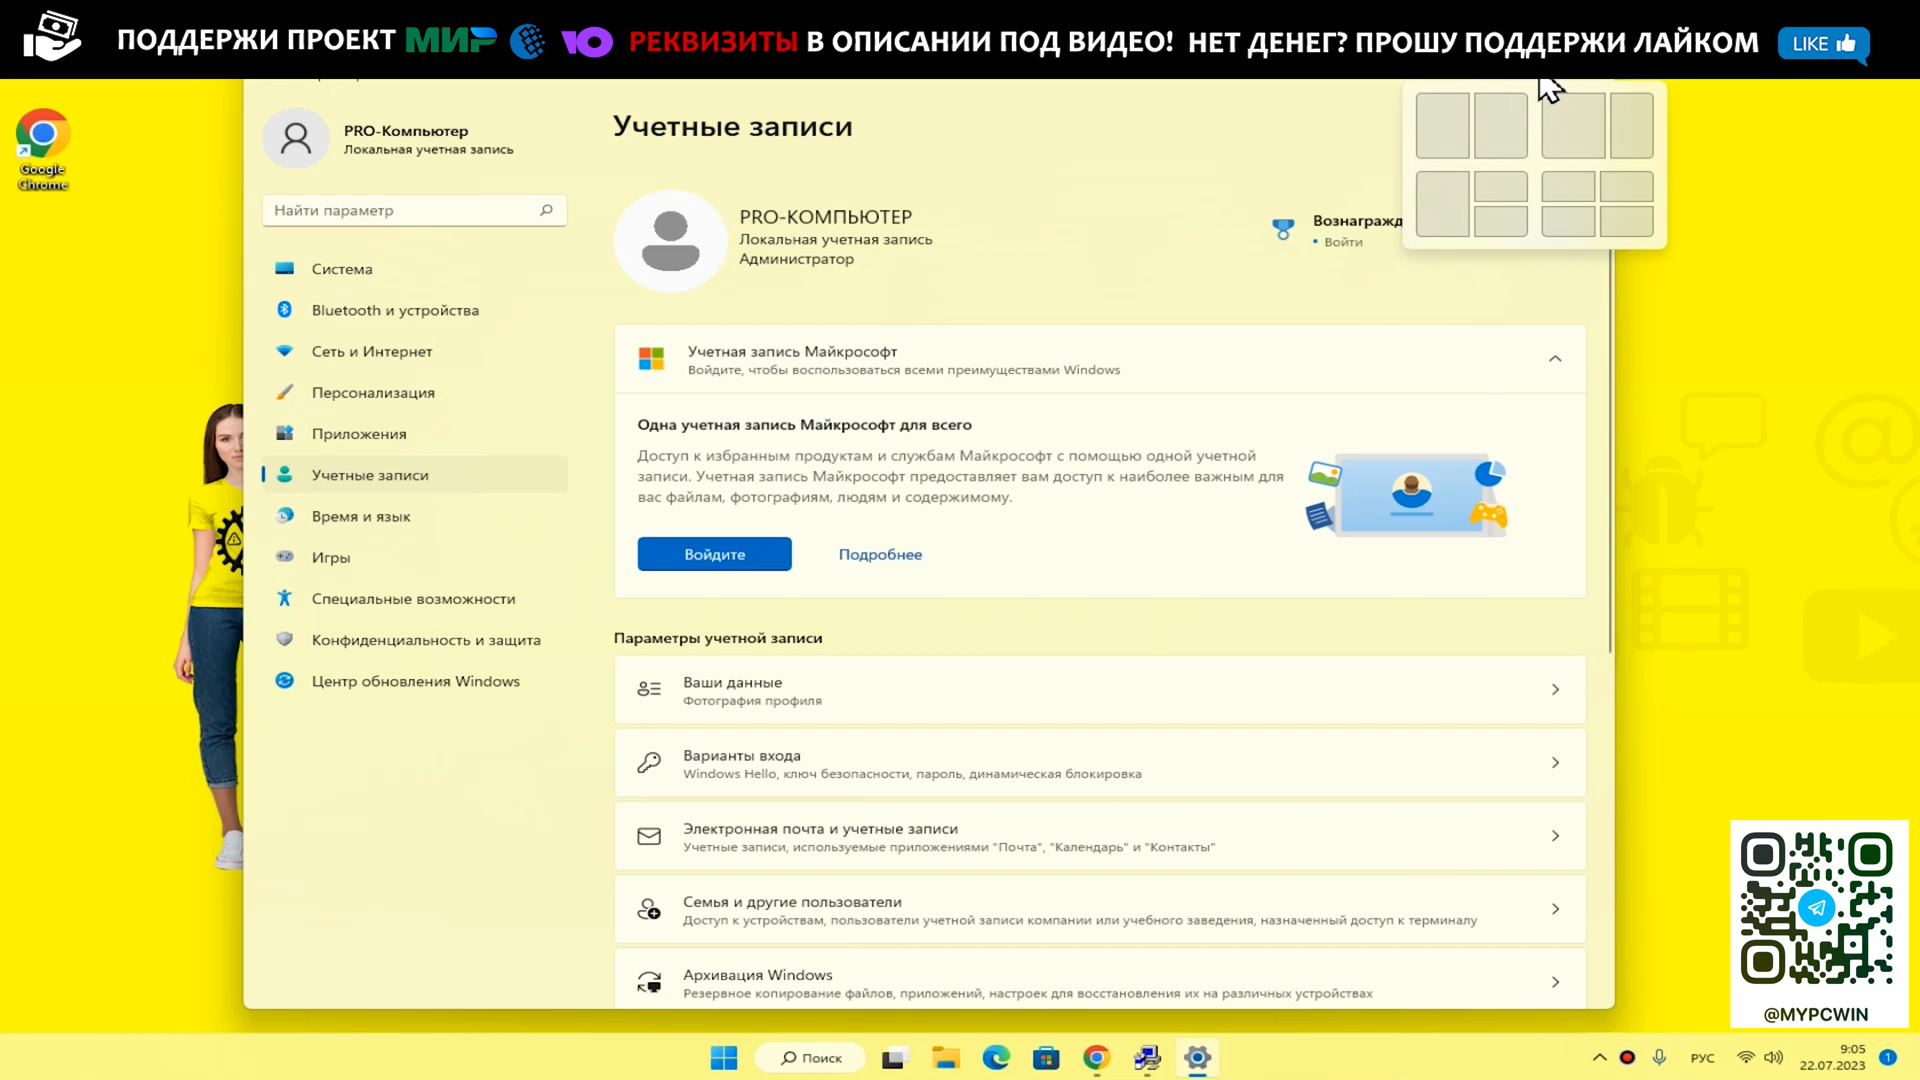 ПОДДЕРЖИ ПРОЕКТ МИР Ю РЕКВИЗИТЫ В ОПИСАНИИ ПОД ВИДЕО! НЕТ ДЕНЕГ? ПРОШУ ПОДДЕРЖИ ЛАЙКОМ LIKE
Google
Chrome
PRO-Компьютер
Локальная учетная запись
Найти параметр
Система
Bluetooth и устройства
Сеть и Интернет
Персонализация
Приложения
Учетные записи
Время и язык
Игры
Специальные возможности
Конфиденциальность и защита
Центр обновления Windows
Учетные записи
PRO-КОМПЬЮТЕР
Локальная учетная запись
Администратор
Вознагражд
• Войти
Учетная запись Майкрософт
Войдите, чтобы воспользоваться всеми преимуществами Windows
Одна учетная запись Майкрософт для всего
Доступ к избранным продуктам и службам Майкрософт с помощью одной учетной
записи. Учетная запись Майкрософт предоставляет вам доступ к наиболее важным для
вас файлам, фотографиям, людям и содержимому.
Войдите Подробнее
Параметры учетной записи
Ваши данные
Фотография профиля
Варианты входа
Windows Hello, ключ безопасности, пароль, динамическая блокировка
Электронная почта и учетные записи
Учетные записи, используемые приложениями "Почта", "Календарь" и "Контакты"
Семья и другие пользователи
Доступ к устройствам, пользователи учетной записи компании или учебного заведения, назначенный доступ к терминалу
Архивация Windows
Резервное копирование файлов, приложений, настроек для восстановления их на различных устройствах
@MYPCWIN
Поиск
РУС
9:05
22.07.2023
1